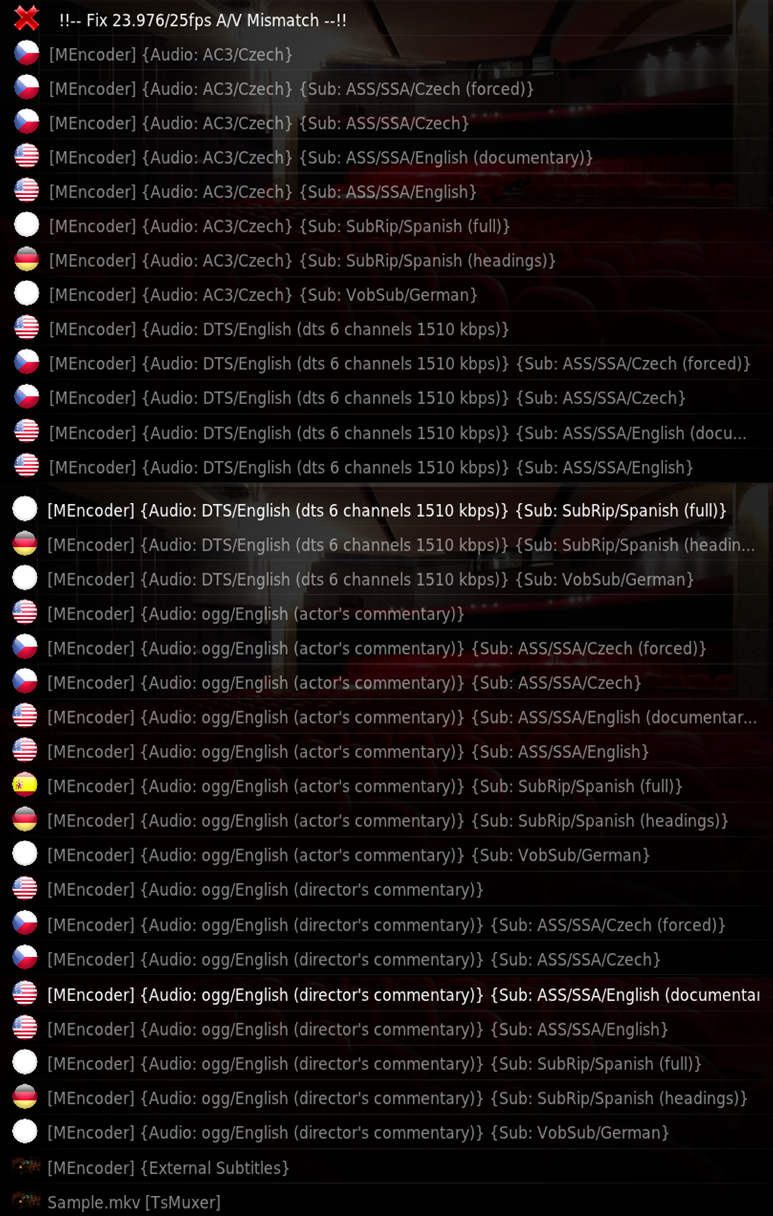 !!-- Fix 23.976/25fps A/V Mismatch --!!
[MEncoder] {Audio: AC3/Czech}
[MEncoder] {Audio: AC3/Czech} {Sub: ASS/SSA/Czech (forced)}
[MEncoder] {Audio: AC3/Czech} {Sub: ASS/SSA/Czech}
[MEncoder] {Audio: AC3/Czech} {Sub: ASS/SSA/English (documentary)}
[MEncoder] {Audio: AC3/Czech} {Sub: ASS/SSA/English}
[MEncoder] {Audio: AC3/Czech} {Sub: SubRip/Spanish (full)}
[MEncoder] {Audio: AC3/Czech} {Sub: SubRip/Spanish (headings)}
[MEncoder] {Audio: AC3/Czech} {Sub: VobSub/German}
[MEncoder] {Audio: DTS/English (dts 6 channels 1510 kbps)}
[MEncoder] {Audio: DTS/English (dts 6 channels 1510 kbps)} {Sub: ASS/SSA/Czech (forced)}
[MEncoder] {Audio: DTS/English (dts 6 channels 1510 kbps)} {Sub: ASS/SSA/Czech}
[MEncoder] {Audio: DTS/English (dts 6 channels 1510 kbps)} {Sub: ASS/SSA/English (docu...
[MEncoder] {Audio: DTS/English (dts 6 channels 1510 kbps)} {Sub: ASS/SSA/English}
[MEncoder] {Audio: DTS/English (dts 6 channels 1510 kbps)} {Sub: SubRip/Spanish (full)}
[MEncoder] {Audio: DTS/English (dts 6 channels 1510 kbps)} {Sub: SubRip/Spanish (headin...
[MEncoder] {Audio: DTS/English (dts 6 channels 1510 kbps)} {Sub: VobSub/German}
[MEncoder] {Audio: ogg/English (actor's commentary)}
[MEncoder] {Audio: ogg/English (actor's commentary)} {Sub: ASS/SSA/Czech (forced)}
[MEncoder] {Audio: ogg/English (actor's commentary)} {Sub: ASS/SSA/Czech}
[MEncoder] {Audio: ogg/English (actor's commentary)} {Sub: ASS/SSA/English (documentar...
[MEncoder] {Audio: ogg/English (actor's commentary)} {Sub: ASS/SSA/English}
[MEncoder] {Audio: ogg/English (actor's commentary)} {Sub: SubRip/Spanish (full)}
[MEncoder] {Audio: ogg/English (actor's commentary)} {Sub: SubRip/Spanish (headings)}
[MEncoder] {Audio: ogg/English (actor's commentary)} {Sub: VobSub/German}
[MEncoder] {Audio: ogg/English (director's commentary)}
[MEncoder] {Audio: ogg/English (director's commentary)} {Sub: ASS/SSA/Czech (forced)}
[MEncoder] {Audio: ogg/English (director's commentary)} {Sub: ASS/SSA/Czech}
[MEncoder] {Audio: ogg/English (director's commentary)} {Sub: ASS/SSA/English (documentar
[MEncoder] {Audio: ogg/English (director's commentary)} {Sub: ASS/SSA/English}
[MEncoder] {Audio: ogg/English (director's commentary)} {Sub: SubRip/Spanish (full)}
[MEncoder] {Audio: ogg/English (director's commentary)} {Sub: SubRip/Spanish (headings)}
[MEncoder] {Audio: ogg/English (director's commentary)} {Sub: VobSub/German}
[MEncoder] {External Subtitles}
Sample.mkv [TsMuxer]